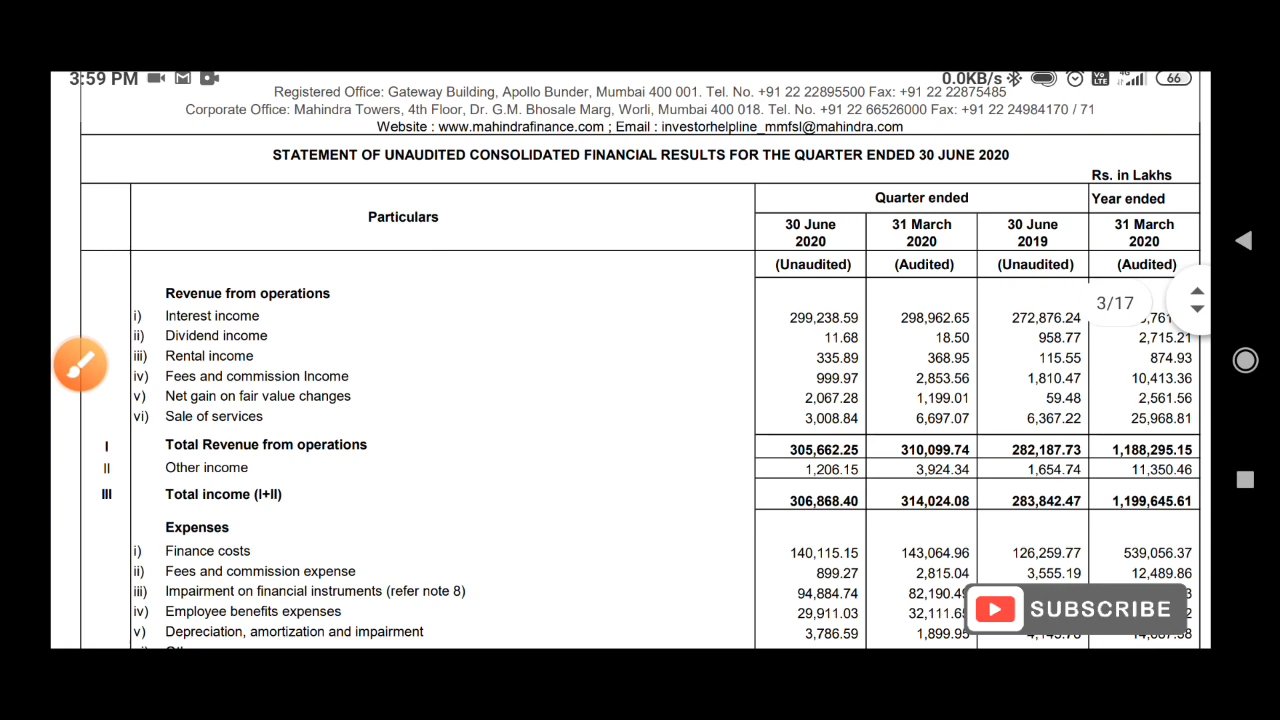 3:59 PM 0.0KB/s Vo LTE 4G 66
Registered Office: Gateway Building, Apollo Bunder, Mumbai 400 001. Tel. No. +91 22 22895500 Fax: +91 22 22875485
Corporate Office: Mahindra Towers, 4th Floor, Dr. G.M. Bhosale Marg, Worli, Mumbai 400 018. Tel. No. +91 22 66526000 Fax: +91 22 24984170 / 71
Website : www.mahindrafinance.com ; Email : investorhelpline_mmfsl@mahindra.com
STATEMENT OF UNAUDITED CONSOLIDATED FINANCIAL RESULTS FOR THE QUARTER ENDED 30 JUNE 2020
Rs. in Lakhs
Particulars Quarter ended Year ended
30 June 31 March 30 June 31 March
2020 2020 2019 2020
(Unaudited) (Audited) (Unaudited) (Audited)
Revenue from operations
3/17
i) Interest income 299,238.59 298,962.65 272,876.24
ii) Dividend income 11.68 18.50 958.77 2,715.21
iii) Rental income 335.89 368.95 115.55 874.93
iv) Fees and commission Income 999.97 2,853.56 1,810.47 10,413.36
v) Net gain on fair value changes 2,067.28 1,199.01 59.48 2,561.56
vi) Sale of services 3,008.84 6,697.07 6,367.22 25,968.81
I Total Revenue from operations 305,662.25 310,099.74 282,187.73 1,188,295.15
II Other income 1,206.15 3,924.34 1,654.74 11,350.46
III Total income (I+II) 306,868.40 314,024.08 283,842.47 1,199,645.61
Expenses
i) Finance costs 140,115.15 143,064.96 126,259.77 539,056.37
ii) Fees and commission expense 899.27 2,815.04 3,555.19 12,489.86
iii) Impairment on financial instruments (refer note 8) 94,884.74
iv) Employee benefits expenses 29,911.03
SUBSCRIBE
v) Depreciation, amortization and impairment 3,786.59 1,899.95